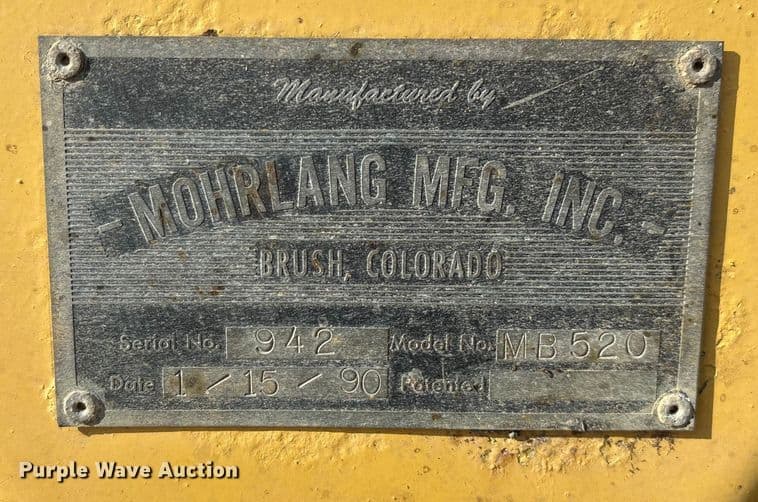 Manufactured by
- MOHRLANG MFG. INC. -
BRUSH, COLORADO
Serial No. 942 Model No. MB520
Date 1/15/90 Patented
Purple Wave Auction